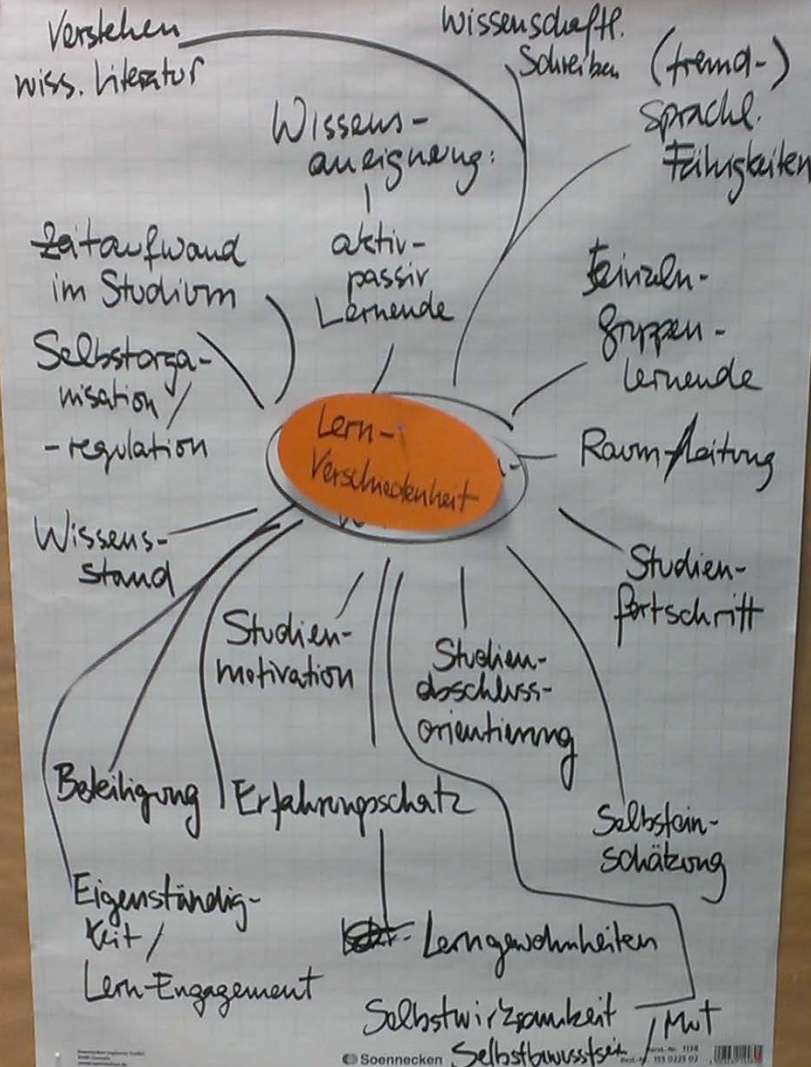 Verstehen
wiss. Literatur
Wissenschaftl.
Schreiben
(fremd-)
Sprachl.
Fähigkeiten
Wissens-
aneignung:
aktiv-
passiv
Lernende
Zeitaufwand
im Studium
Selbstorga-
nisation /
-regulation
Einzeln-
gruppen-
lernende
Lern-
Verschiedenheit
Raum-/Leitung
Wissens-
stand
Studien-
fortschritt
Studien-
motivation
Studien-
abschluss-
orientierung
Beteiligung
Erfahrungsschatz
Selbstein-
schätzung
Eigenständig-
keit /
Lern-Engagement
Lerngewohnheiten
Selbstwirksamkeit
/ Mut
Selbstbewusstsein
Soennecken